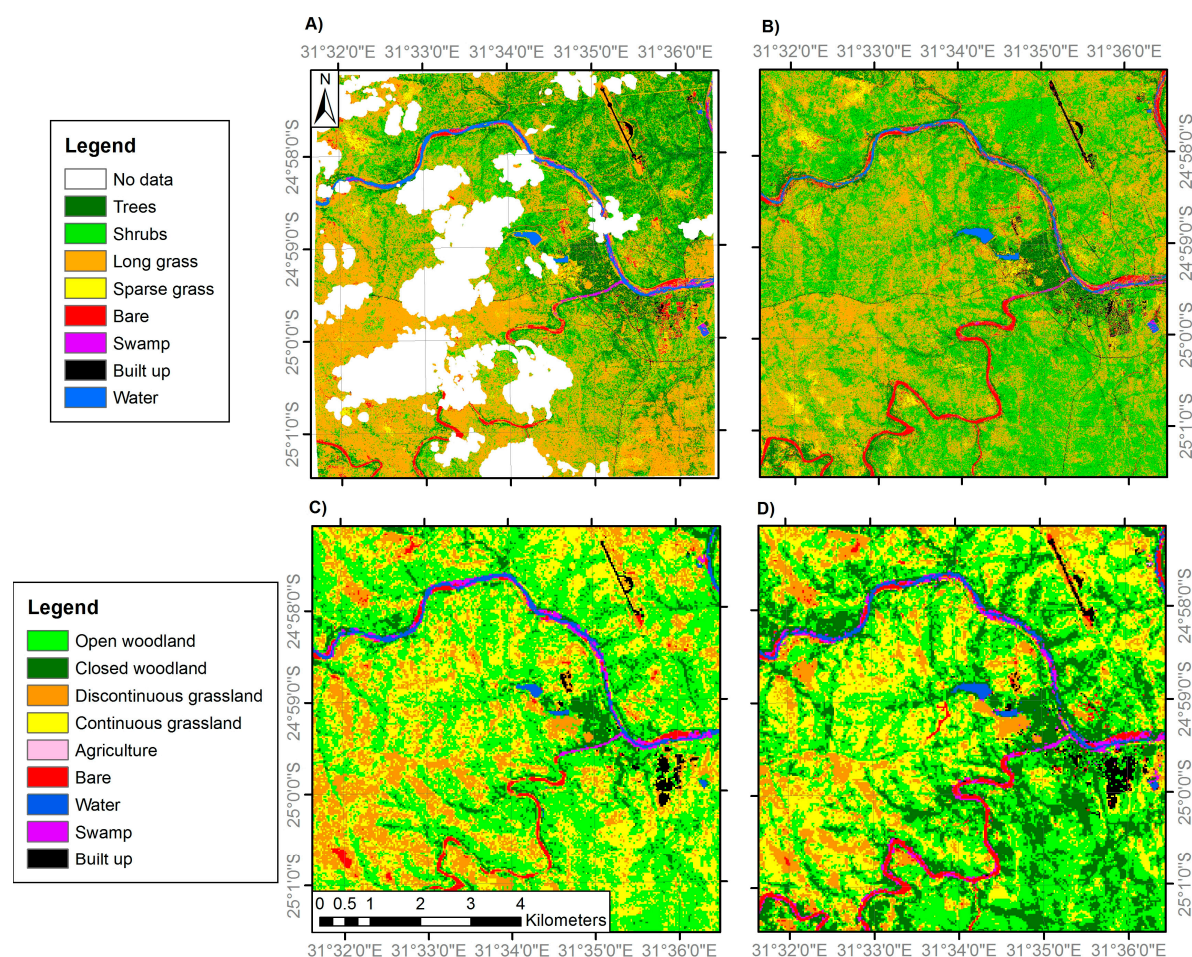 A)
B)
31°32'0"E 31°33'0"E 31°34'0"E 31°35'0"E 31°36'0"E
31°32'0"E 31°33'0"E 31°34'0"E 31°35'0"E 31°36'0"E
N
24°58'0"S
24°59'0"S
25°0'0"S
25°1'0"S
24°58'0"S
24°59'0"S
25°0'0"S
25°1'0"S
Legend
No data
Trees
Shrubs
Long grass
Sparse grass
Bare
Swamp
Built up
Water
C)
D)
24°58'0"S
24°59'0"S
25°0'0"S
25°1'0"S
24°58'0"S
24°59'0"S
25°0'0"S
25°1'0"S
Legend
Open woodland
Closed woodland
Discontinuous grassland
Continuous grassland
Agriculture
Bare
Water
Swamp
Built up
0 0.5 1 2 3 4
Kilometers
31°32'0"E 31°33'0"E 31°34'0"E 31°35'0"E 31°36'0"E
31°32'0"E 31°33'0"E 31°34'0"E 31°35'0"E 31°36'0"E